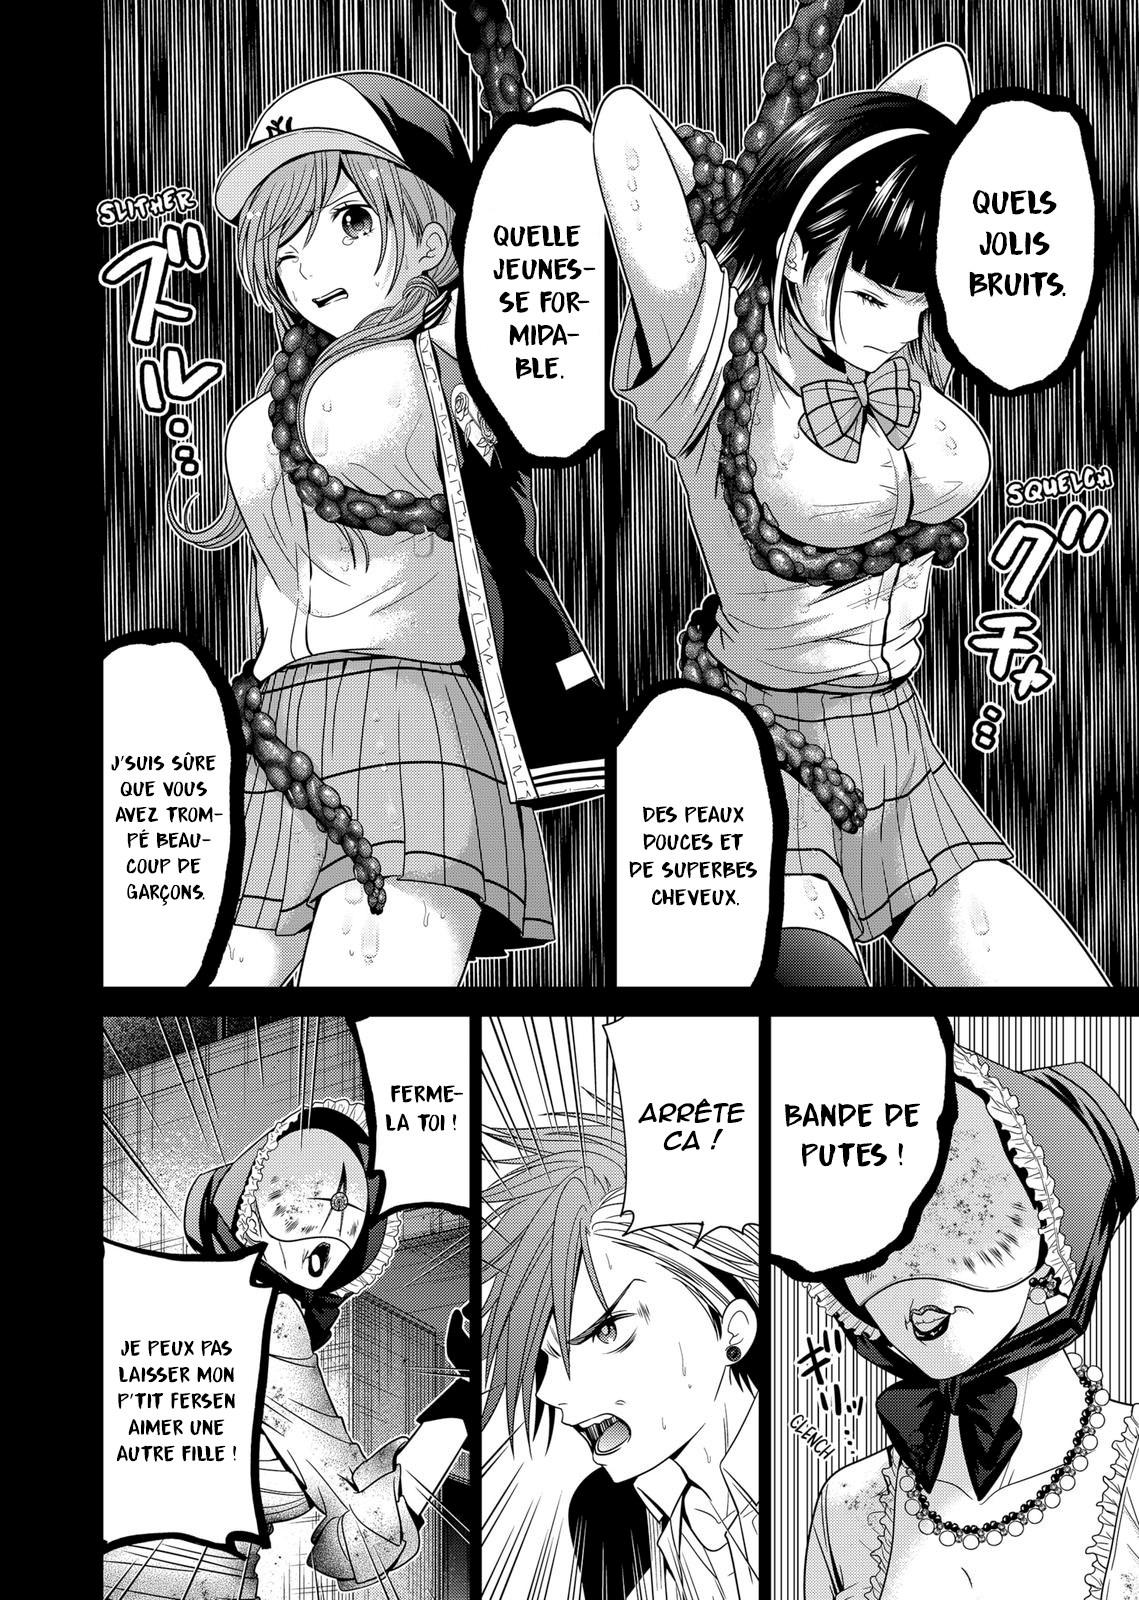 QUELS
JOLIS
BRUITS.
SQUELCH
グチャ…
DES PEAUX
DOUCES ET
DE SUPERBES
CHEVEUX.
QUELLE
JEUNES-
SE FOR-
MIDA-
BLE.
SLITHER
ズルッ…
J'SUIS SÛRE
QUE VOUS
AVEZ TROM-
PÉ BEAU-
COUP DE
GARÇONS.
BANDE DE
PUTES !
CLENCH
ギリッ…
ARRÊTE
CA !
FERME-
LA TOI !
JE PEUX PAS
LAISSER MON
P'TIT FERSEN
AIMER UNE
AUTRE FILLE !